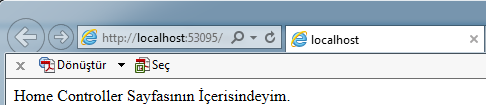 http://localhost:53095/ localhost
x Dönüştür Seç
Home Controller Sayfasının İçerisindeyim.